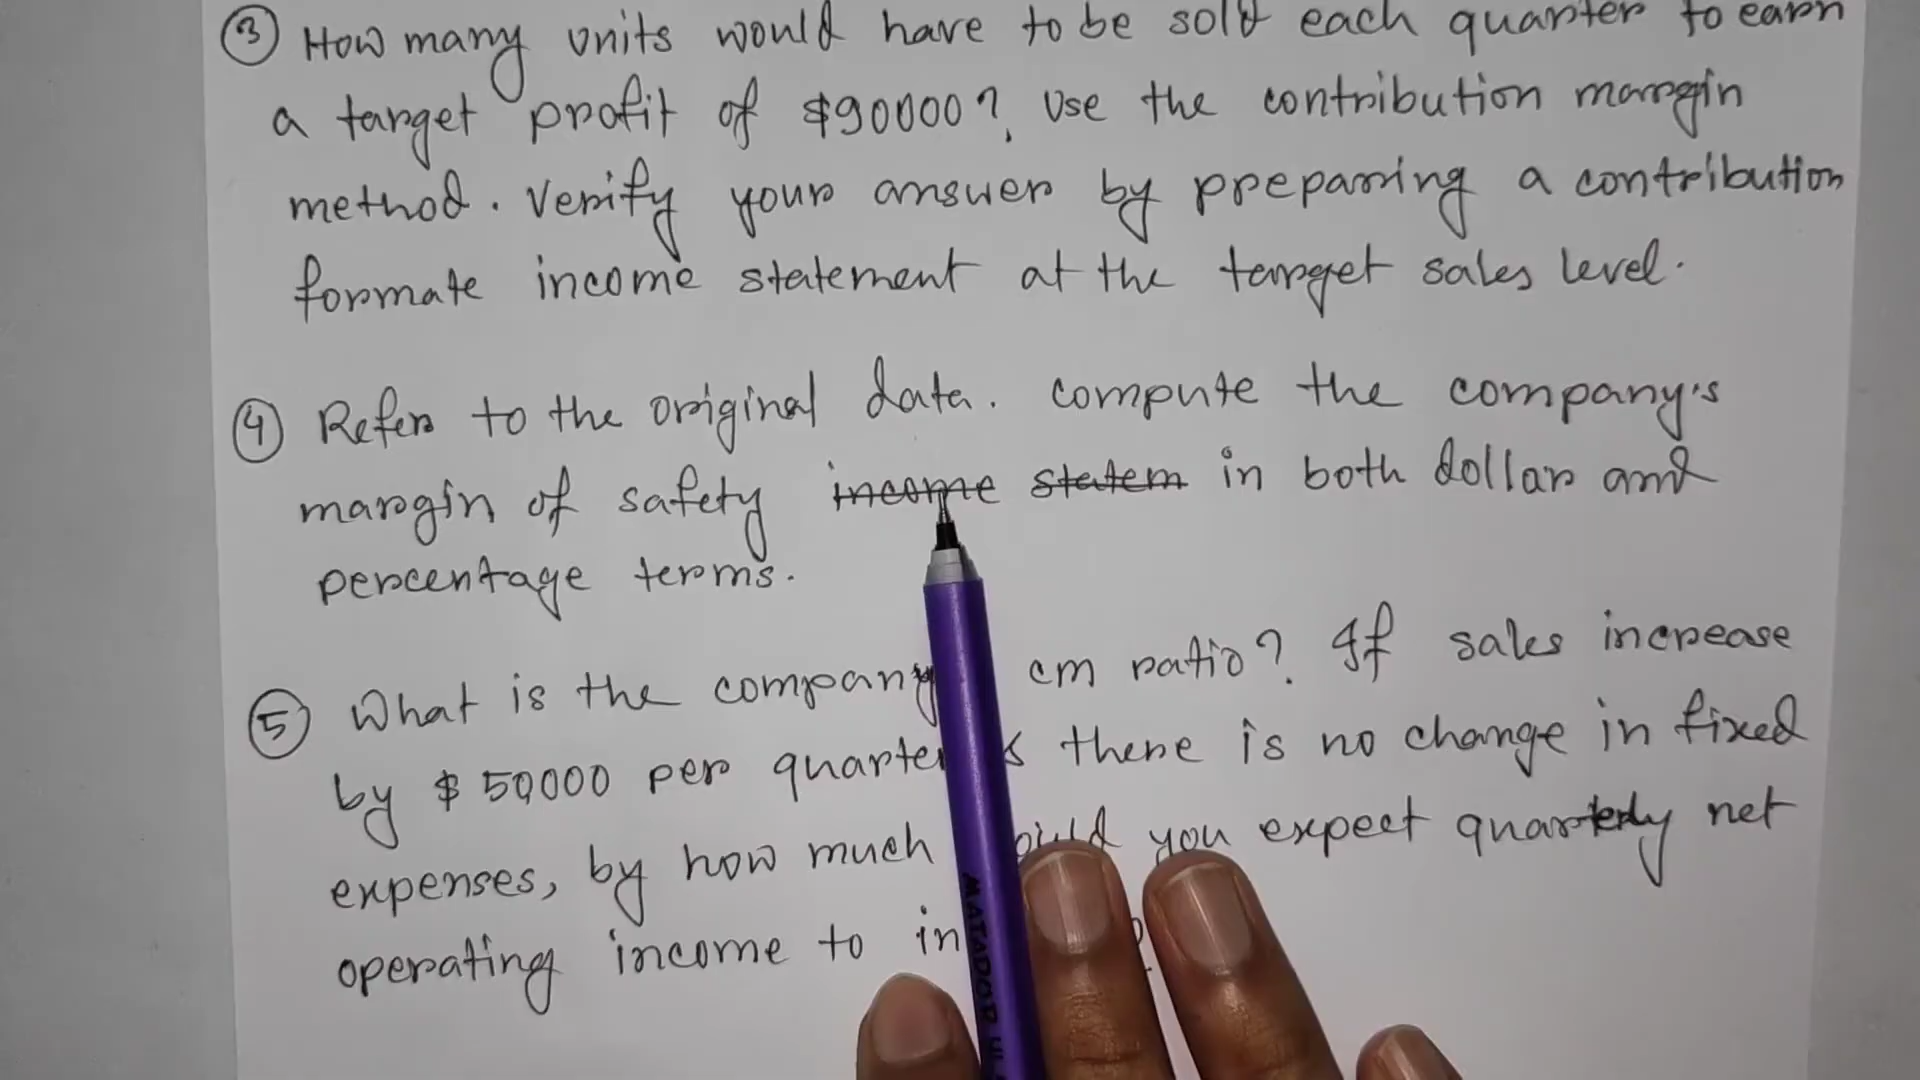 ③ How many units would have to be sold each quarter to earn
a target profit of $90000? Use the contribution margin
method. Verify your answer by preparing a contribution
formate income statement at the target sales level.
④ Refer to the original data. compute the company's
margin of safety income statem in both dollar and
percentage terms.
⑤ What is the company cm ratio? If sales increase
by $50000 per quarter there is no change in fixed
expenses, by how much you expect quarterly net
operating income to
MATADOR